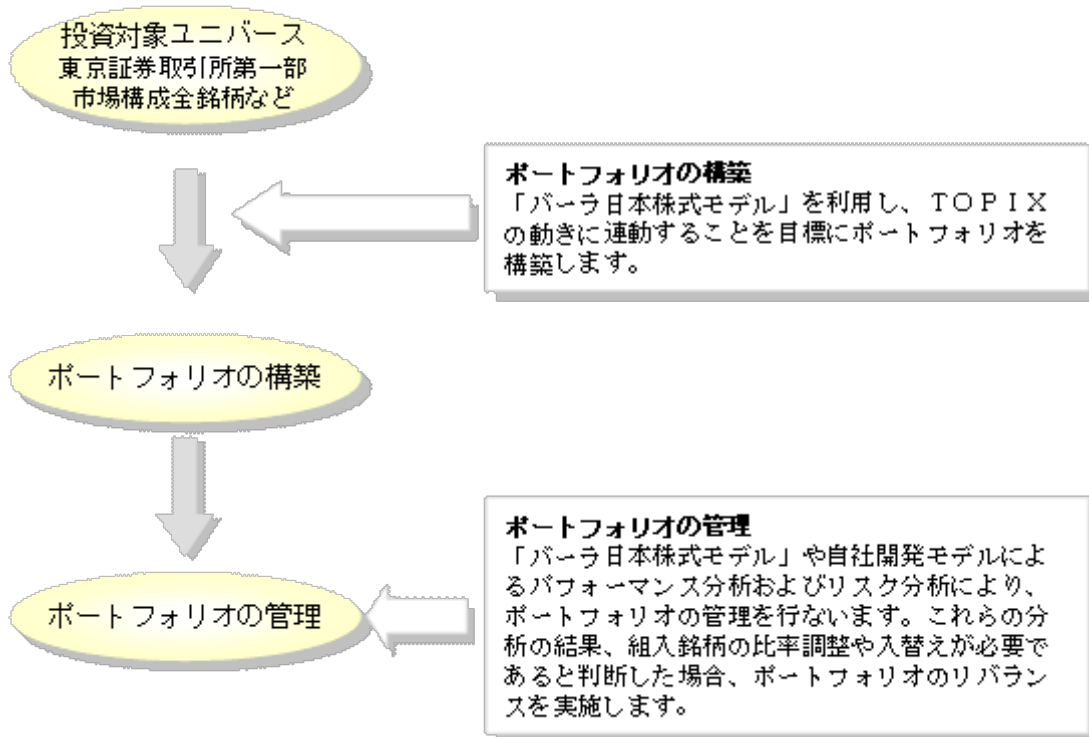 投資対象ユニバース
東京証券取引所第一部
市場構成全銘柄など
ポートフォリオの構築
「バーラ日本株式モデル」を利用し、ＴＯＰＩＸ
の動きに連動することを目標にポートフォリオを
構築します。
ポートフォリオの構築
ポートフォリオの管理
「バーラ日本株式モデル」や自社開発モデルによ
るパフォーマンス分析およびリスク分析により、
ポートフォリオの管理を行ないます。これらの分
析の結果、組入銘柄の比率調整や入替えが必要で
あると判断した場合、ポートフォリオのリバラン
スを実施します。
ポートフォリオの管理